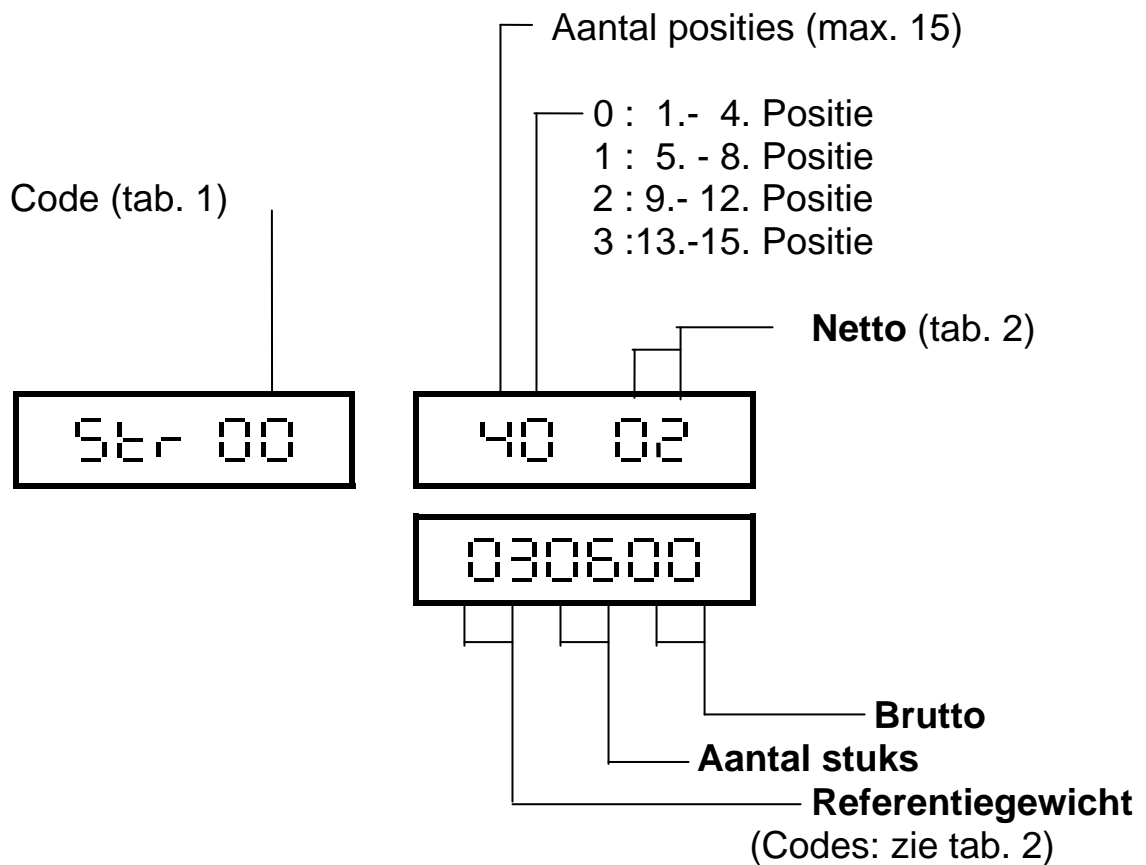 Aantal posities (max. 15)
0 : 1.- 4. Positie
1 : 5. - 8. Positie
2 : 9.- 12. Positie
3 :13.-15. Positie
Code (tab. 1)
Netto (tab. 2)
Str 00
40 02
030600
Brutto
Aantal stuks
Referentiegewicht
(Codes: zie tab. 2)